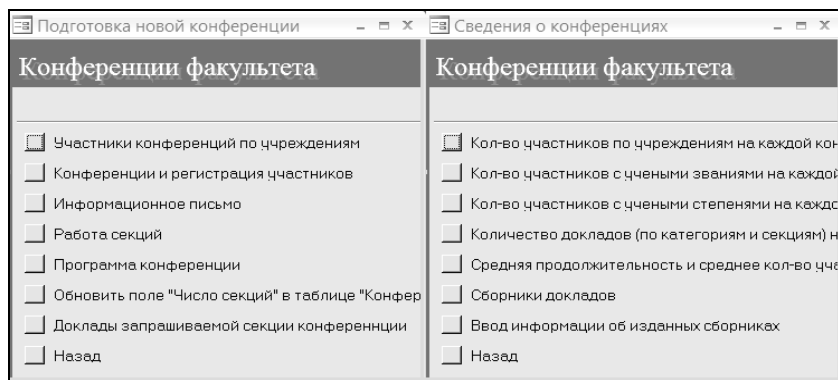 Подготовка новой конференции
Конференции факультета
Участники конференций по учреждениям
Конференции и регистрация участников
Информационное письмо
Работа секций
Программа конференции
Обновить поле "Число секций" в таблице "Конфер
Доклады запрашиваемой секции конференнции
Назад
Сведения о конференциях
Конференции факультета
Кол-во участников по учреждениям на каждой кон
Кол-во участников с учеными званиями на каждой
Кол-во участников с учеными степенями на каждо
Количество докладов (по категориям и секциям) н
Средняя продолжительность и среднее кол-во уча
Сборники докладов
Ввод информации об изданных сборниках
Назад